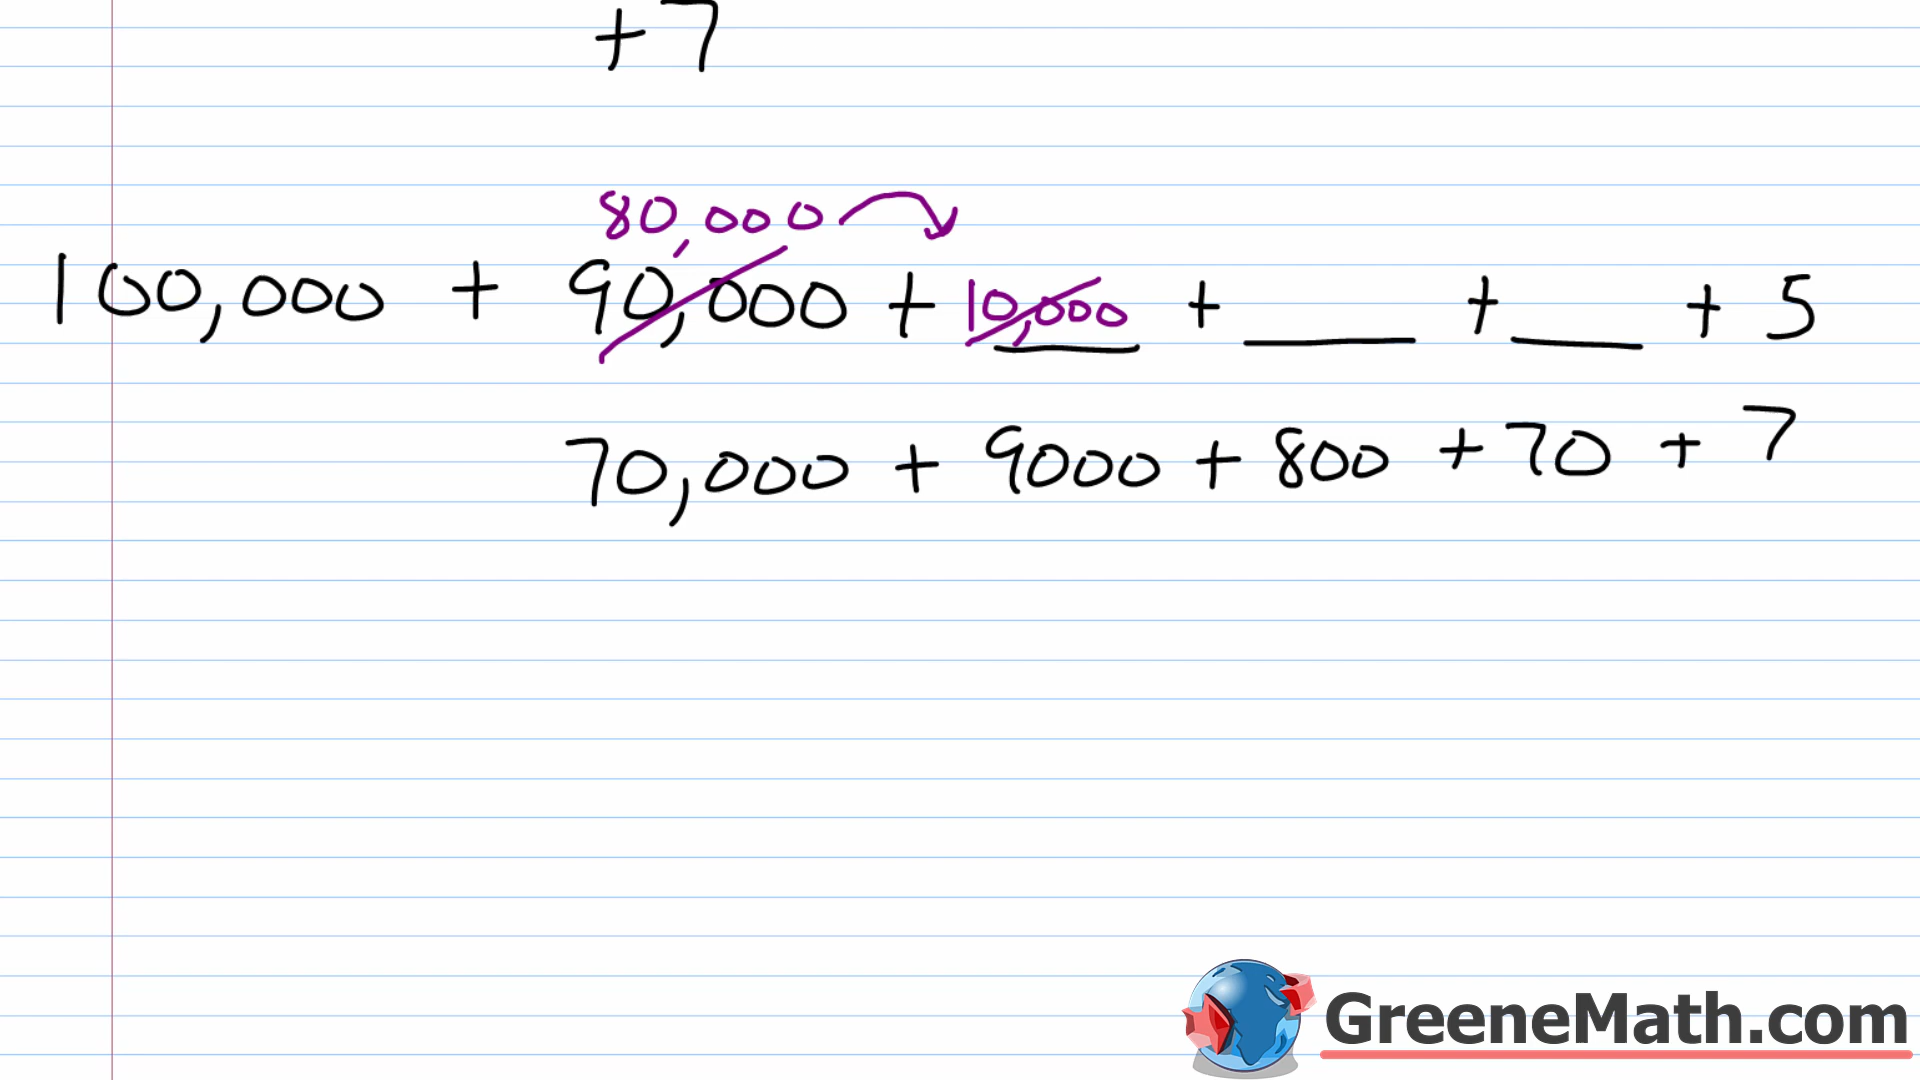 +7
80,000
100,000 + 90,000 + 10,000 + ____ + ____ + 5
70,000 + 9000 + 800 + 70 + 7
GreeneMath.com